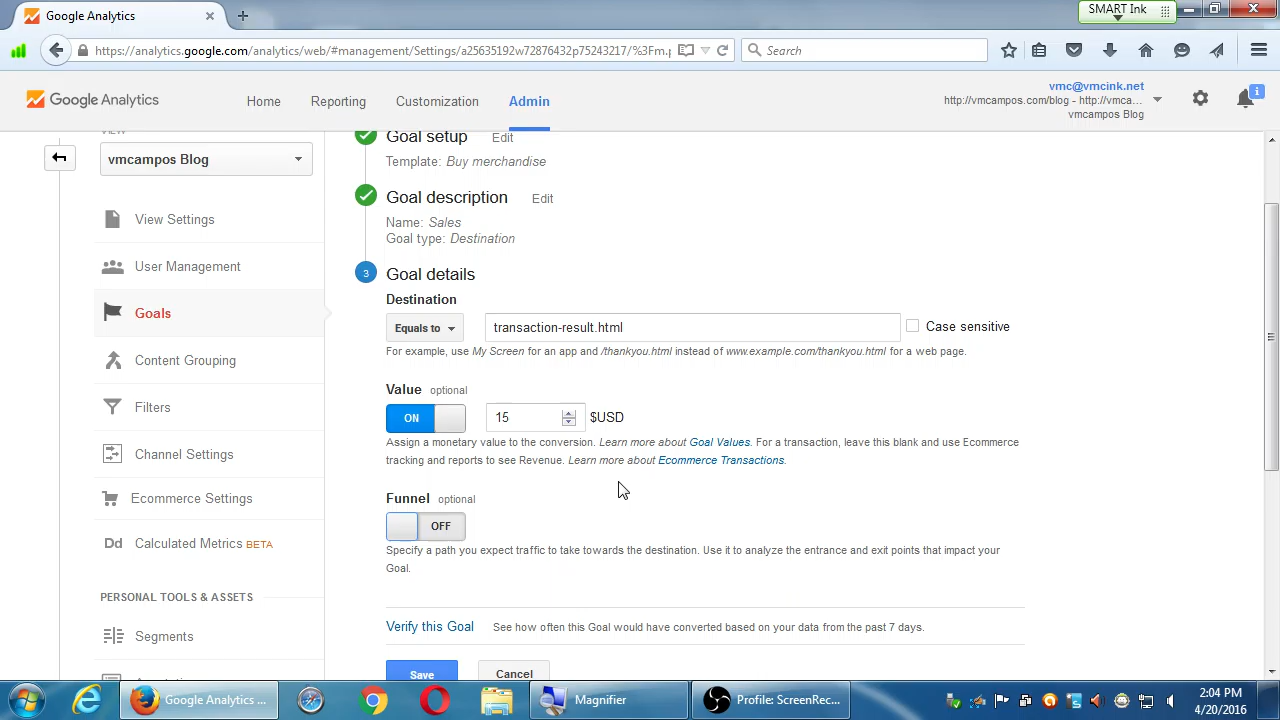 Google Analytics
SMART Ink
https://analytics.google.com/analytics/web/#management/Settings/a25635192w72876432p75243217/%3Fm.
Search
Google Analytics
Home
Reporting
Customization
Admin
vmc@vmcink.net
http://vmcampos.com/blog - http://vmca...
vmcampos Blog
vmcampos Blog
View Settings
User Management
Goals
Content Grouping
Filters
Channel Settings
Ecommerce Settings
Dd Calculated Metrics BETA
PERSONAL TOOLS & ASSETS
Segments
Goal setup Edit
Template: Buy merchandise
Goal description Edit
Name: Sales
Goal type: Destination
3 Goal details
Destination
Equals to transaction-result.html Case sensitive
For example, use My Screen for an app and /thankyou.html instead of www.example.com/thankyou.html for a web page.
Value optional
ON 15 $USD
Assign a monetary value to the conversion. Learn more about Goal Values. For a transaction, leave this blank and use Ecommerce
tracking and reports to see Revenue. Learn more about Ecommerce Transactions.
Funnel optional
OFF
Specify a path you expect traffic to take towards the destination. Use it to analyze the entrance and exit points that impact your
Goal.
Verify this Goal See how often this Goal would have converted based on your data from the past 7 days.
Save Cancel
Google Analytics ...
Magnifier
Profile: ScreenRec...
2:04 PM
4/20/2016